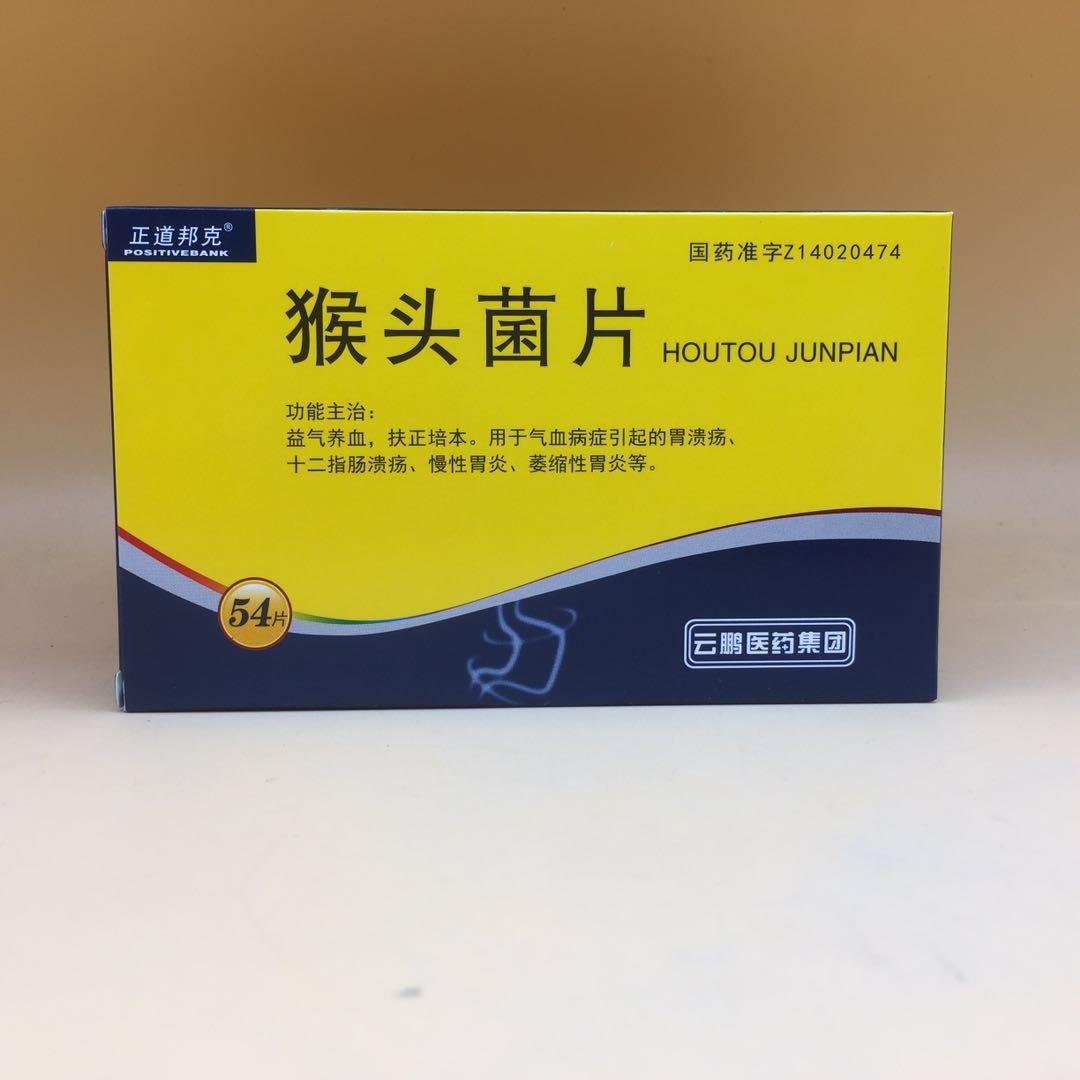 正道邦克®
POSITIVEBANK
国药准字Z14020474
猴头菌片 HOUTOU JUNPIAN
功能主治：
益气养血，扶正培本。用于气血病症引起的胃溃疡、
十二指肠溃疡、慢性胃炎、萎缩性胃炎等。
54片
云鹏医药集团